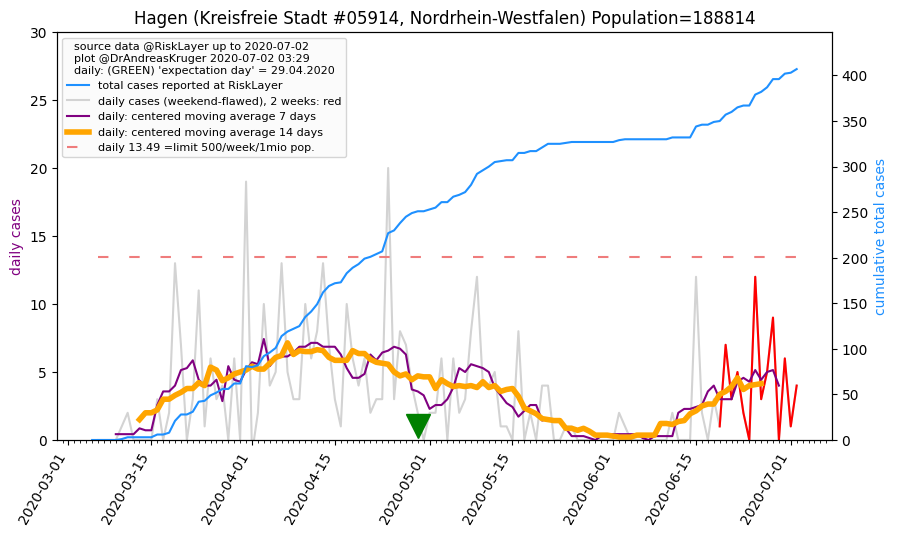 Hagen (Kreisfreie Stadt #05914, Nordrhein-Westfalen) Population=188814
source data @RiskLayer up to 2020-07-02
plot @DrAndreasKruger 2020-07-02 03:29
daily: (GREEN) 'expectation day' = 29.04.2020
total cases reported at RiskLayer
daily cases (weekend-flawed), 2 weeks: red
daily: centered moving average 7 days
daily: centered moving average 14 days
daily 13.49 =limit 500/week/1mio pop.
daily cases
30
25
20
15
10
5
0
cumulative total cases
400
350
300
250
200
150
100
50
0
2020-03-01
2020-03-15
2020-04-01
2020-04-15
2020-05-01
2020-05-15
2020-06-01
2020-06-15
2020-07-01